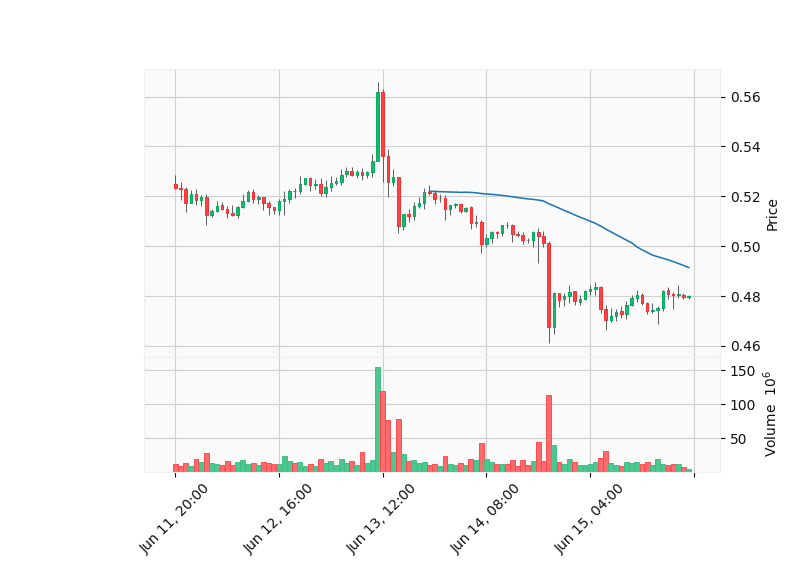 0.56
0.54
0.52
0.50
0.48
0.46
Price
150
100
50
Volume 10^6
Jun 11, 20:00
Jun 12, 16:00
Jun 13, 12:00
Jun 14, 08:00
Jun 15, 04:00